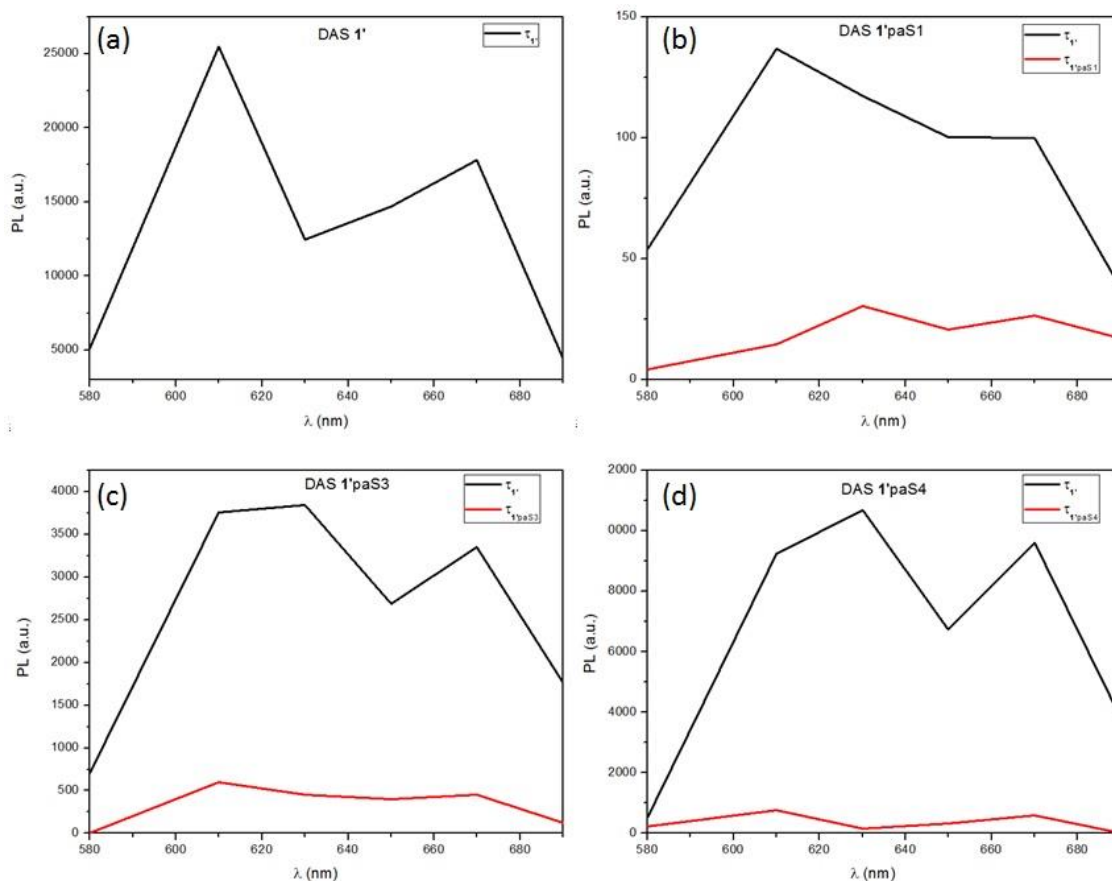 (a)
DAS 1'
τ1'
PL (a.u.)
25000
20000
15000
10000
5000
580 600 620 640 660 680
λ (nm)
(b)
DAS 1'paS1
τ1'
τ1'paS1
PL (a.u.)
150
100
50
0
580 600 620 640 660 680
λ (nm)
(c)
DAS 1'paS3
τ1'
τ1'paS3
PL (a.u.)
4000
3500
3000
2500
2000
1500
1000
500
0
580 600 620 640 660 680
λ (nm)
(d)
DAS 1'paS4
τ1'
τ1'paS4
PL (a.u.)
2000
0000
8000
6000
4000
2000
0
580 600 620 640 660 680
λ (nm)